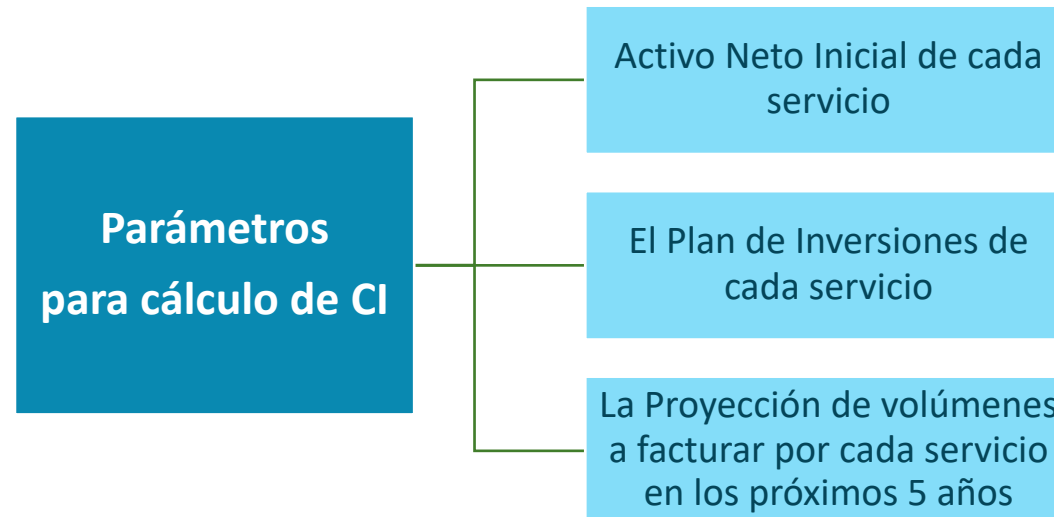 Parámetros
para cálculo de CI
Activo Neto Inicial de cada
servicio
El Plan de Inversiones de
cada servicio
La Proyección de volúmenes
a facturar por cada servicio
en los próximos 5 años